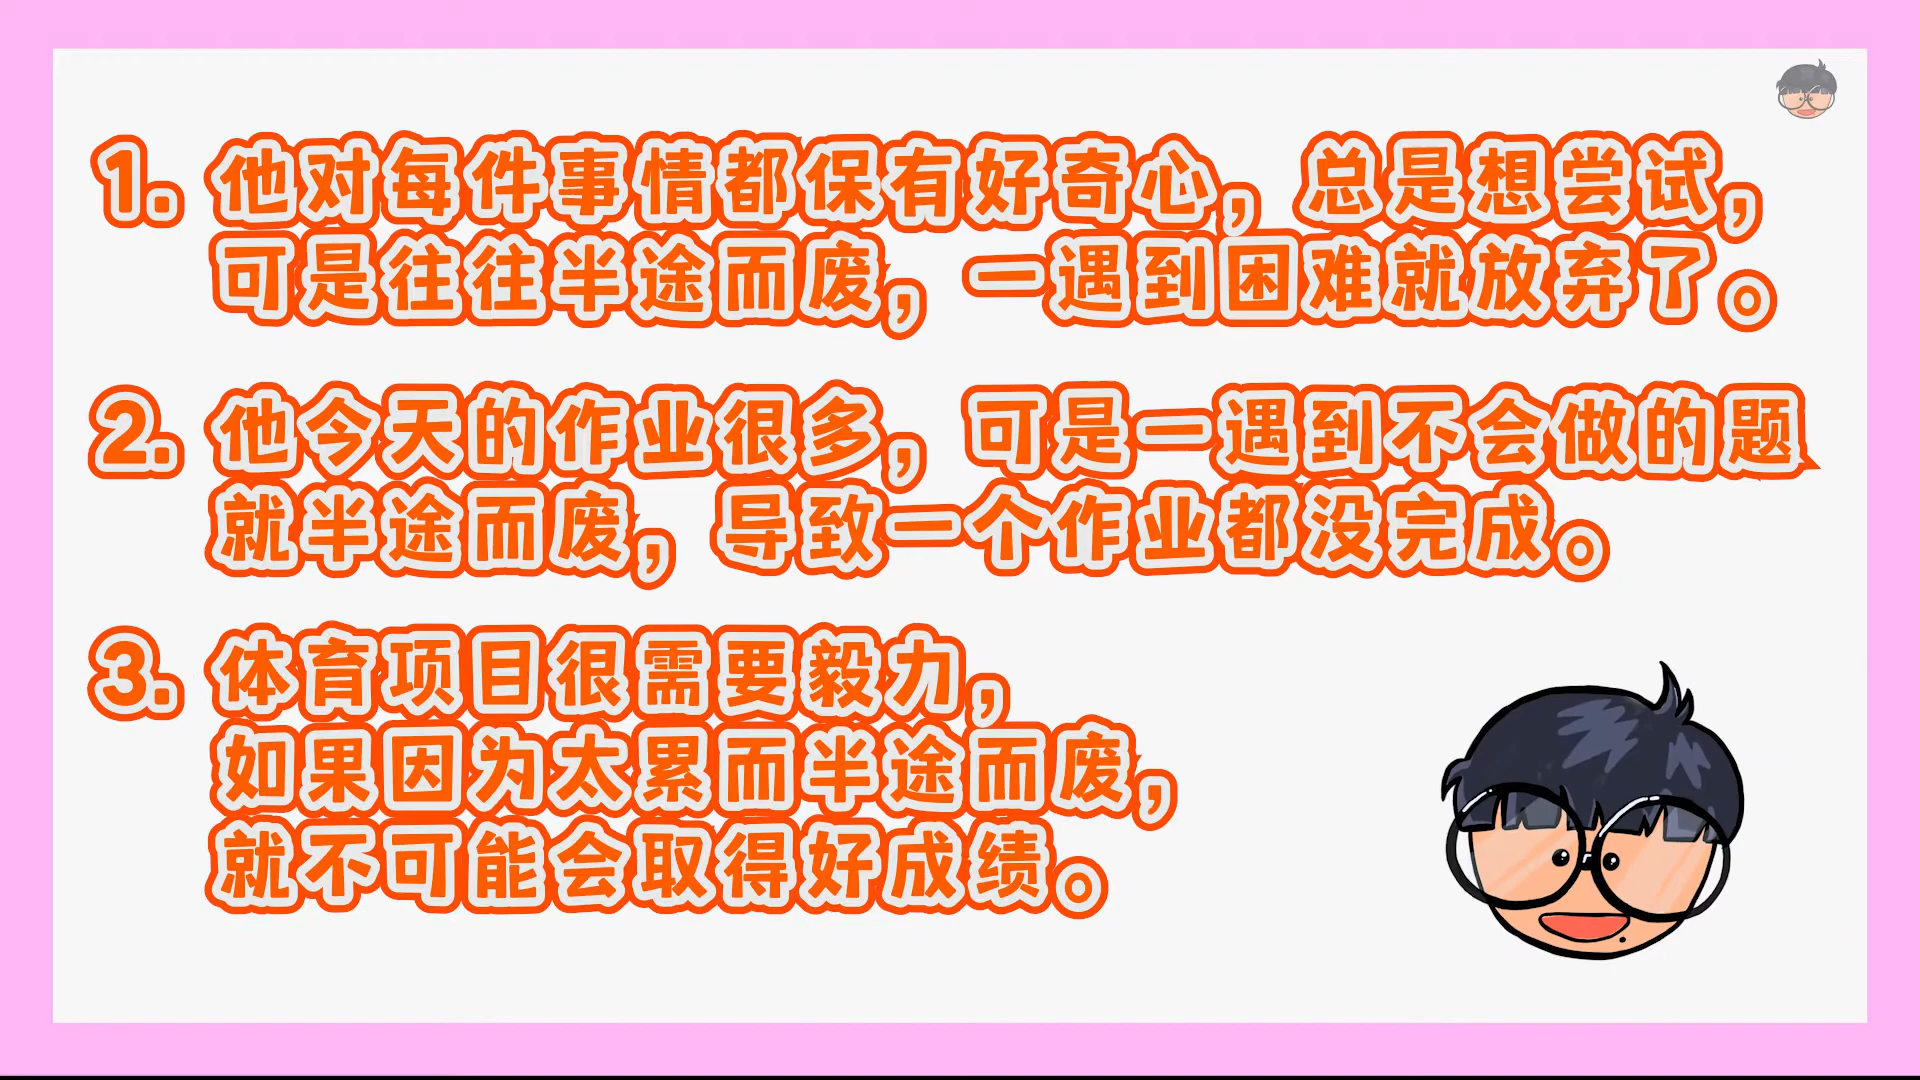 1. 他对每件事情都保有好奇心，总是想尝试，
可是往往半途而废，一遇到困难就放弃了。
2. 他今天的作业很多，可是一遇到不会做的题
就半途而废，导致一个作业都没完成。
3. 体育项目很需要毅力，
如果因为太累而半途而废，
就不可能会取得好成绩。